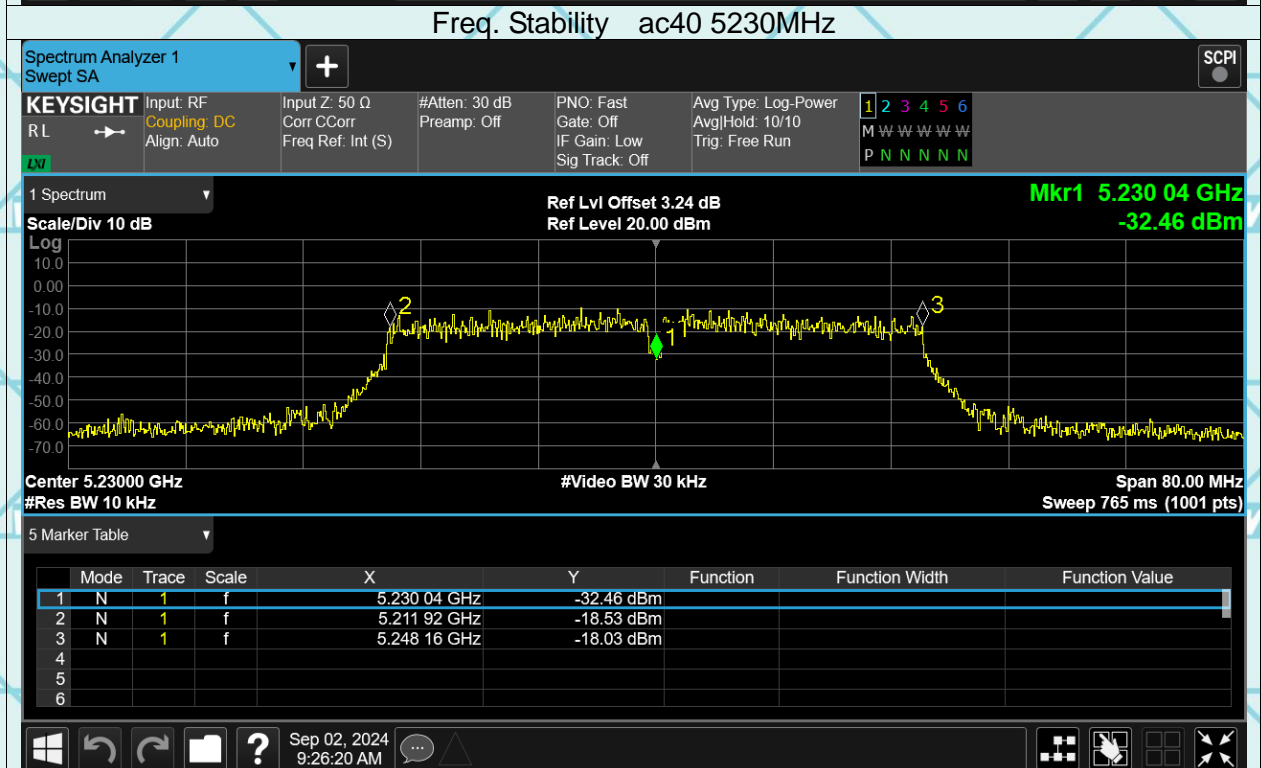 Freq. Stability ac40 5230MHz
Spectrum Analyzer 1
Swept SA
+
SCPI
KEYSIGHT Input: RF Input Z: 50 Ω #Atten: 30 dB PNO: Fast Avg Type: Log-Power 1 2 3 4 5 6
R L Coupling: DC Corr CCorr Preamp: Off Gate: Off Avg|Hold: 10/10 M W W W W W
Align: Auto Freq Ref: Int (S) IF Gain: Low Trig: Free Run
LXI Sig Track: Off P N N N N N
1 Spectrum
Ref Lvl Offset 3.24 dB
Mkr1 5.230 04 GHz
Scale/Div 10 dB Ref Level 20.00 dBm -32.46 dBm
Log
10.0
0.00
-10.0
-20.0
-30.0
-40.0
-50.0
-60.0
-70.0
2
1
3
Center 5.23000 GHz #Video BW 30 kHz Span 80.00 MHz
#Res BW 10 kHz Sweep 765 ms (1001 pts)
5 Marker Table
Mode Trace Scale X Y Function Function Width Function Value
1 N 1 f 5.230 04 GHz -32.46 dBm
2 N 1 f 5.211 92 GHz -18.53 dBm
3 N 1 f 5.248 16 GHz -18.03 dBm
4
5
6
? Sep 02, 2024
9:26:20 AM